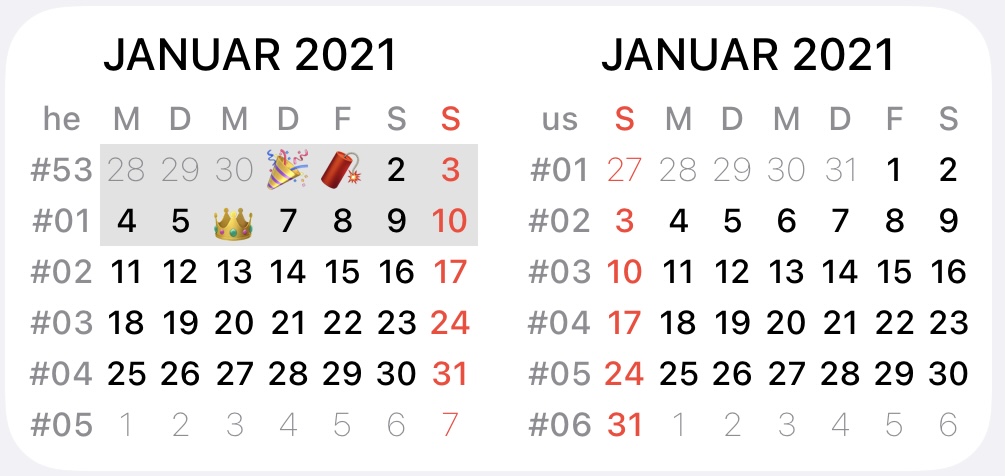 JANUAR 2021
he M D M D F S S
#53 28 29 30 🎉 🧨 2 3
#01 4 5 👑 7 8 9 10
#02 11 12 13 14 15 16 17
#03 18 19 20 21 22 23 24
#04 25 26 27 28 29 30 31
#05 1 2 3 4 5 6 7
JANUAR 2021
us S M D M D F S
#01 27 28 29 30 31 1 2
#02 3 4 5 6 7 8 9
#03 10 11 12 13 14 15 16
#04 17 18 19 20 21 22 23
#05 24 25 26 27 28 29 30
#06 31 1 2 3 4 5 6